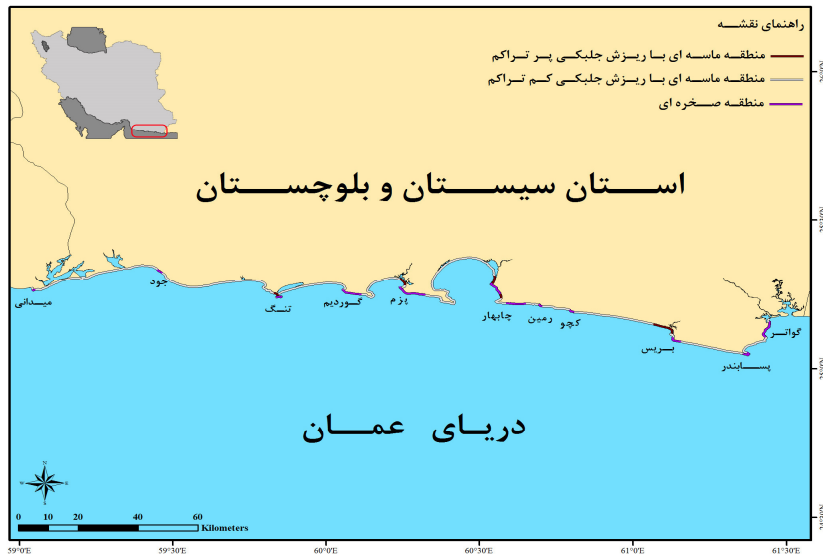 راهنمای نقشه
منطقه ماسه ای با ریزش جلبکی پر تراکم
منطقه ماسه ای با ریزش جلبکی کم تراکم
منطقه صخره ای
استان سیستان و بلوچستان
میدانی
جود
تنگ
گوردیم
پزم
چابهار
رمین
کچو
بریس
پسابندر
گواتر
دریای عمان
N
W E
S
0 10 20 40 60
Kilometers
59°0'E 59°30'E 60°0'E 60°30'E 61°0'E 61°30'E